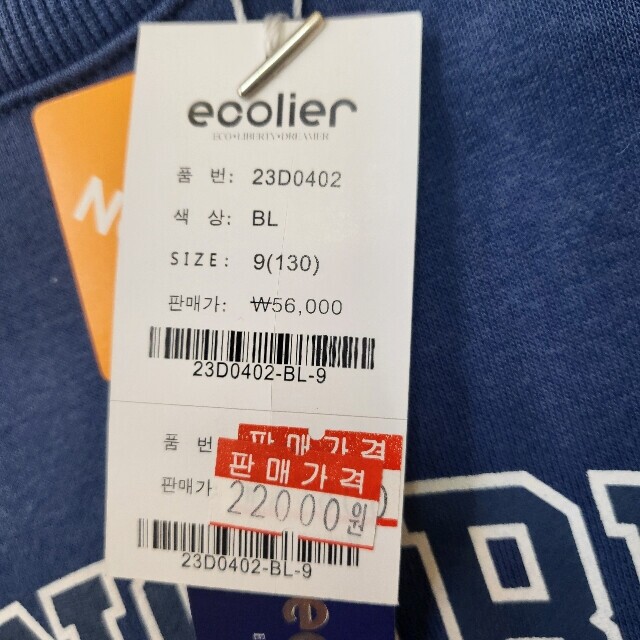 ecolier
ECO•LIBERTY•DREAMER
품 번: 23D0402
색 상: BL
SIZE: 9(130)
판매가: ₩56,000
23D0402-BL-9
품 번
판매가격
판매가격
판매가
22000원
23D0402-BL-9